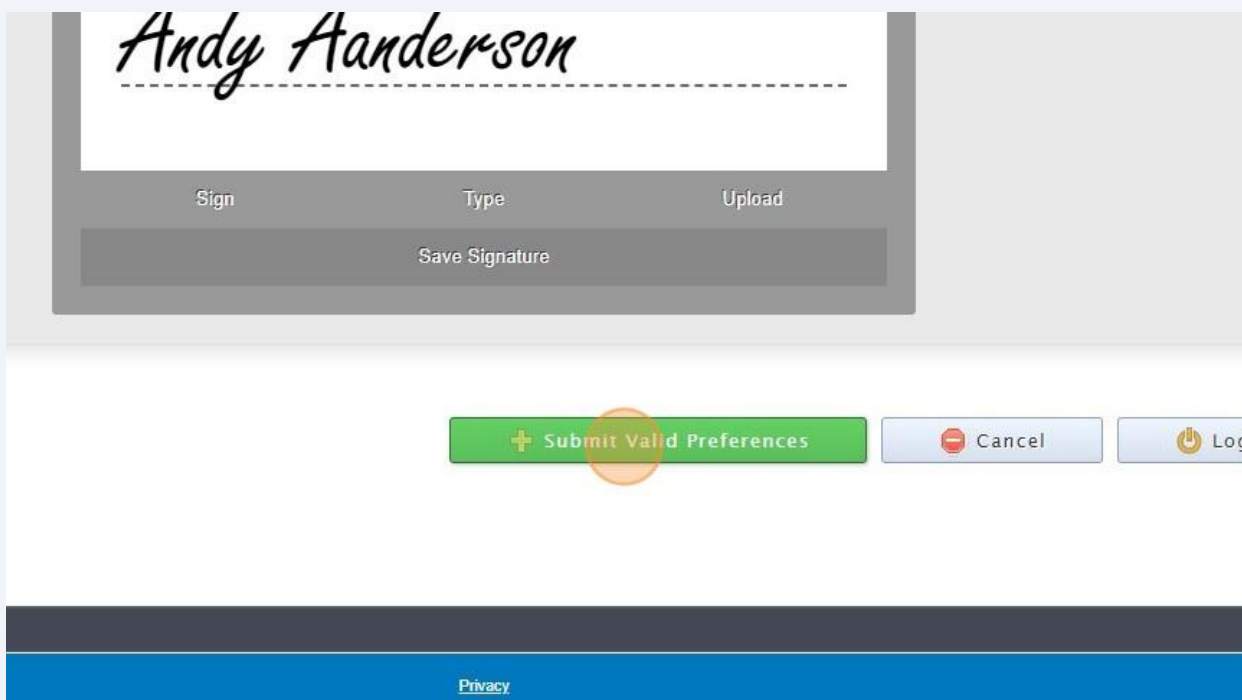 Andy Aanderson
Sign Type Upload
Save Signature
Submit Valid Preferences Cancel Log
Privacy